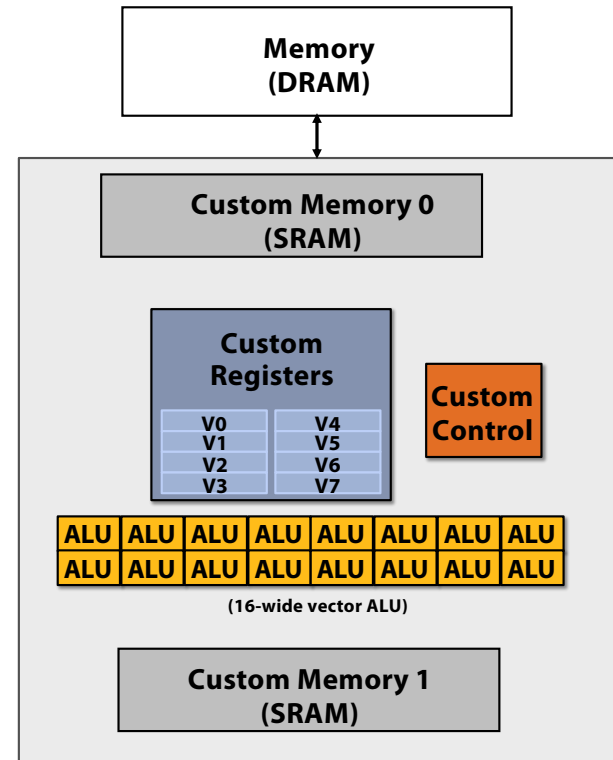 Memory
(DRAM)
Custom Memory 0
(SRAM)
Custom
Registers
V0 V4
V1 V5
V2 V6
V3 V7
Custom
Control
ALU ALU ALU ALU ALU ALU ALU ALU
ALU ALU ALU ALU ALU ALU ALU ALU
(16-wide vector ALU)
Custom Memory 1
(SRAM)